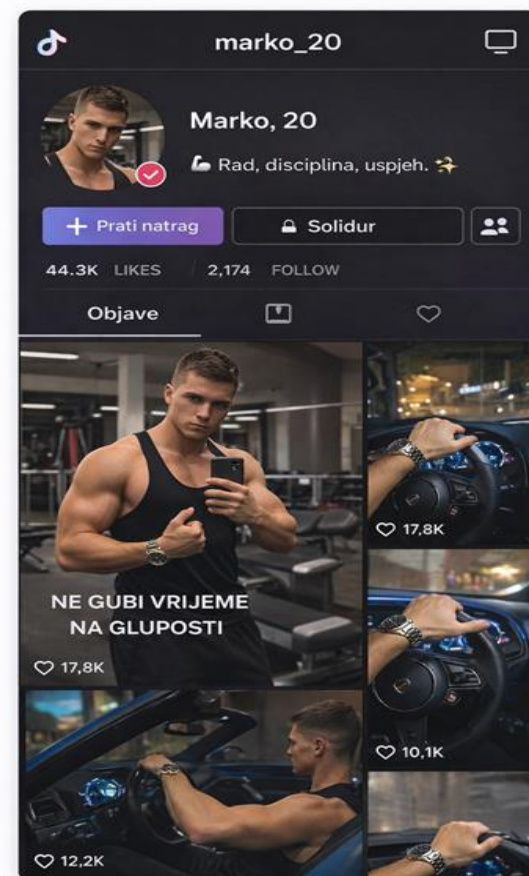 marko_20
Marko, 20
💪 Rad, disciplina, uspjeh. ✨
+ Prati natrag
Solidur
44.3K LIKES / 2,174 FOLLOW
Objave
NE GUBI VRIJEME
NA GLUPOSTI
17,8K
17,8K
10,1K
12,2K